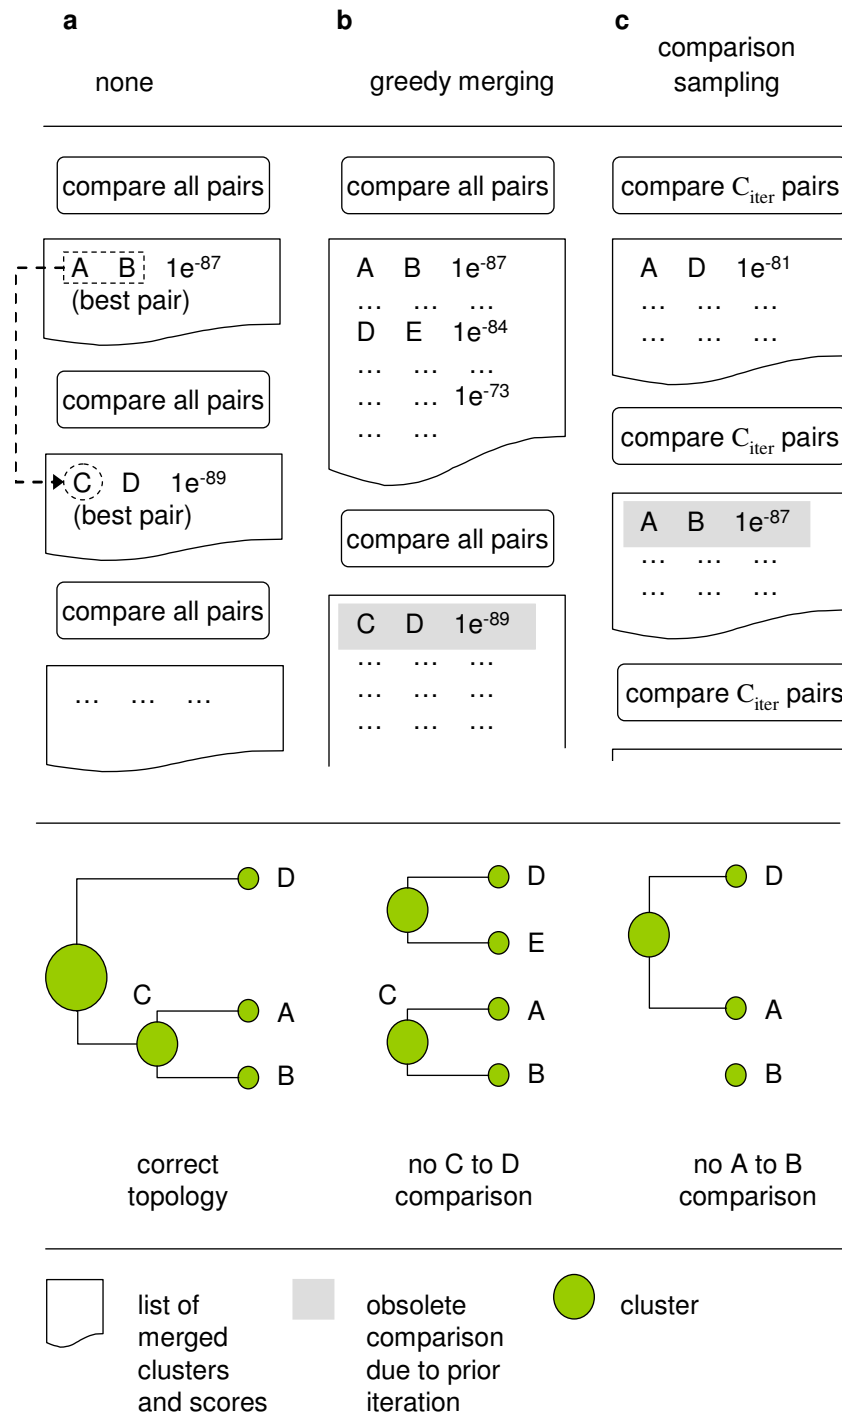 a
none
compare all pairs
A B 1e-87
(best pair)
compare all pairs
C D 1e-89
(best pair)
compare all pairs
... ... ...
b
greedy merging
compare all pairs
A B 1e-87
... ... ...
D E 1e-84
... ... ...
... ... 1e-73
... ...
compare all pairs
C D 1e-89
... ... ...
... ... ...
... ... ...
c
comparison
sampling
compare Citer pairs
A D 1e-81
... ... ...
... ... ...
compare Citer pairs
A B 1e-87
... ... ...
... ... ...
compare Citer pairs
D
C
A
B
correct
topology
D
E
C
A
B
no C to D
comparison
D
A
B
no A to B
comparison
list of
merged
clusters
and scores
obsolete
comparison
due to prior
iteration
cluster